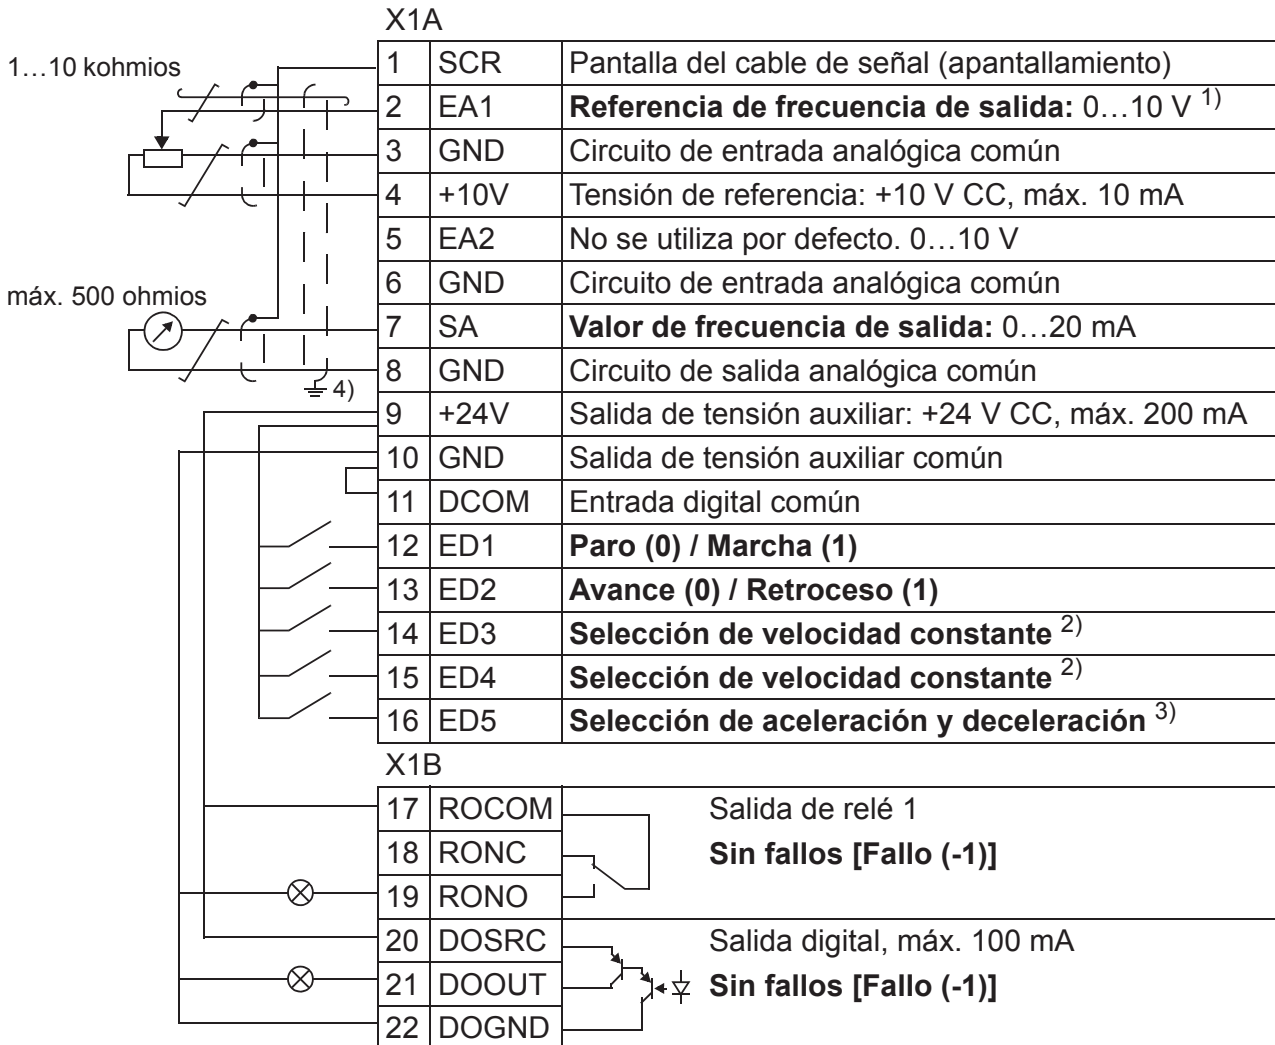 X1A
1…10 kohmios
1 SCR Pantalla del cable de señal (apantallamiento)
2 EA1 Referencia de frecuencia de salida: 0…10 V 1)
3 GND Circuito de entrada analógica común
4 +10V Tensión de referencia: +10 V CC, máx. 10 mA
5 EA2 No se utiliza por defecto. 0…10 V
6 GND Circuito de entrada analógica común
máx. 500 ohmios
7 SA Valor de frecuencia de salida: 0…20 mA
8 GND Circuito de salida analógica común
4)
9 +24V Salida de tensión auxiliar: +24 V CC, máx. 200 mA
10 GND Salida de tensión auxiliar común
11 DCOM Entrada digital común
12 ED1 Paro (0) / Marcha (1)
13 ED2 Avance (0) / Retroceso (1)
14 ED3 Selección de velocidad constante 2)
15 ED4 Selección de velocidad constante 2)
16 ED5 Selección de aceleración y deceleración 3)
X1B
17 ROCOM Salida de relé 1
18 RONC Sin fallos [Fallo (-1)]
19 RONO
20 DOSRC Salida digital, máx. 100 mA
21 DOOUT Sin fallos [Fallo (-1)]
22 DOGND